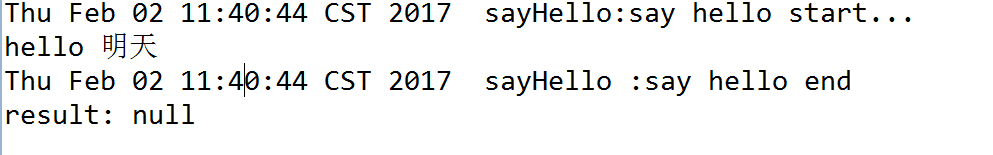 Thu Feb 02 11:40:44 CST 2017  sayHello:say hello start...
hello 明天
Thu Feb 02 11:40:44 CST 2017  sayHello :say hello end
result: null